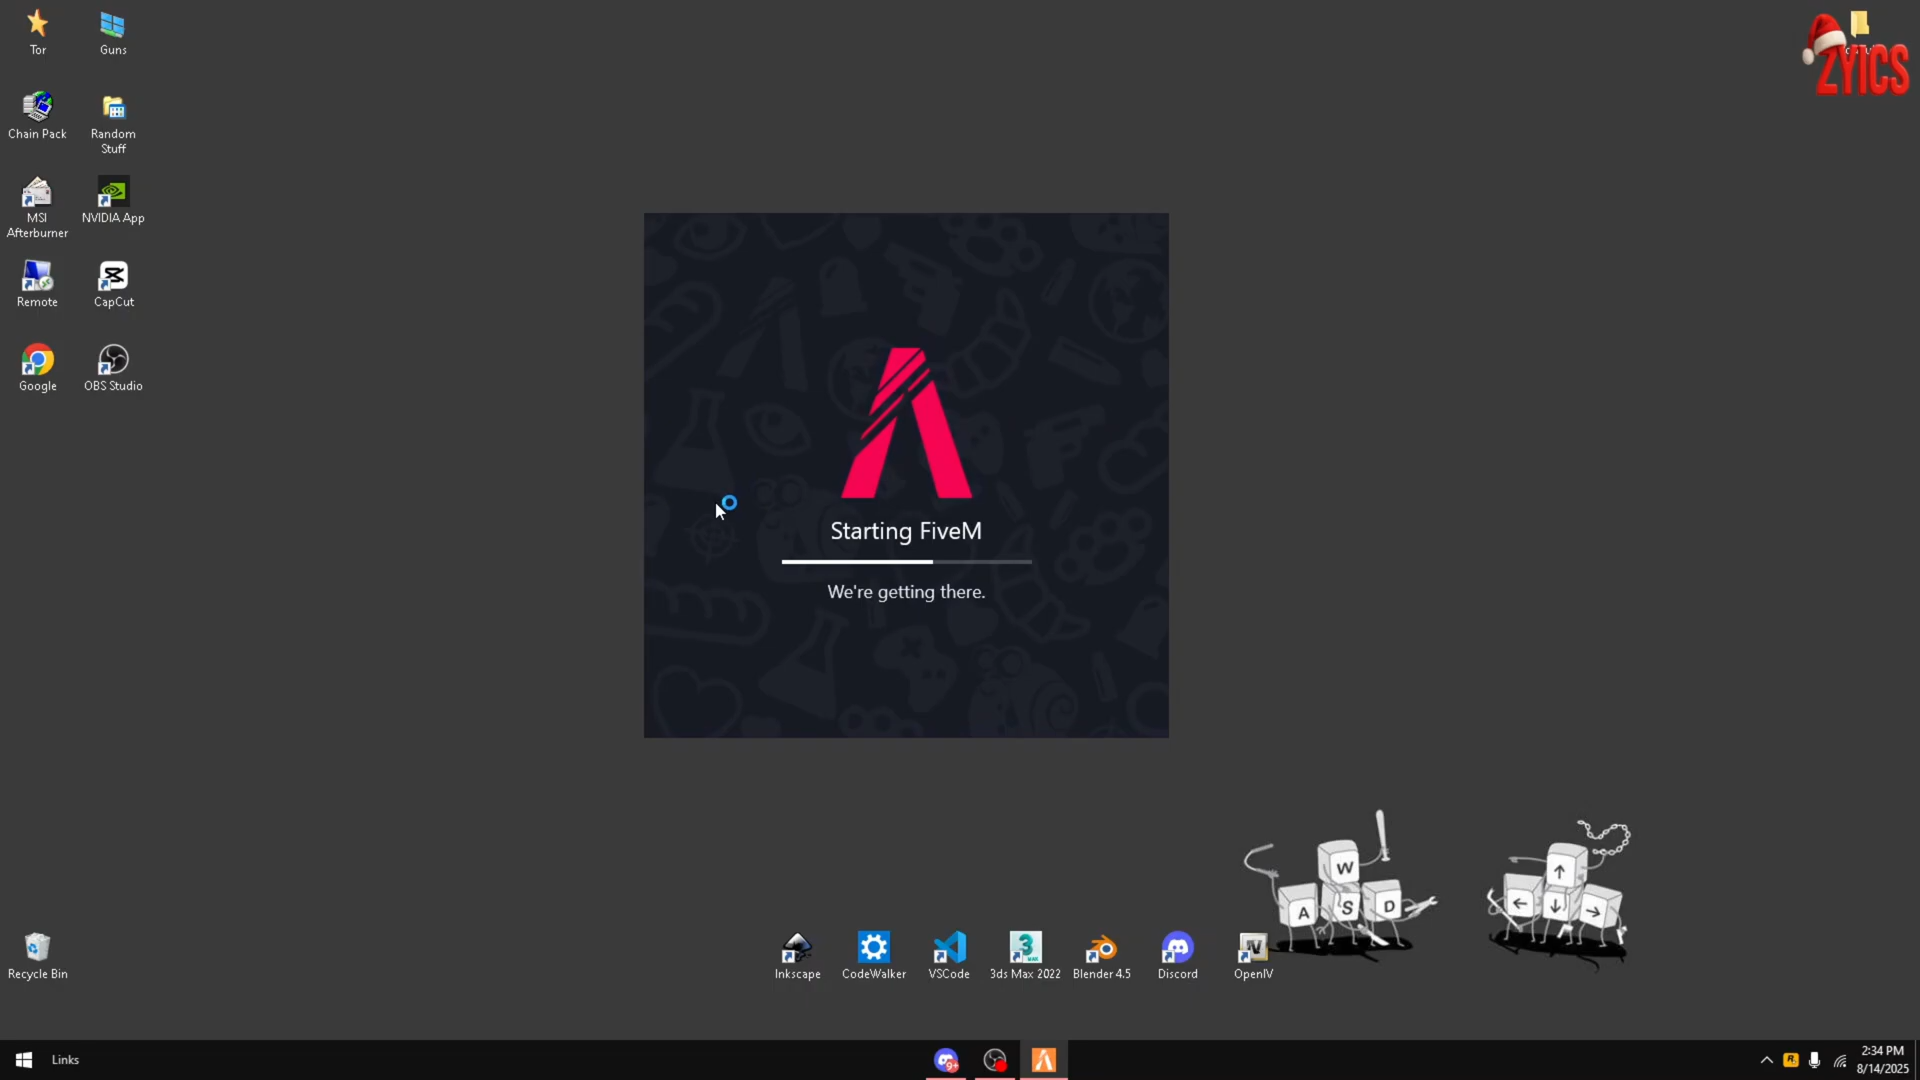 Tor
Guns
Chain Pack
Random
Stuff
MSI
Afterburner
NVIDIA App
Remote
CapCut
Google
OBS Studio
ZYICS
Starting FiveM
We're getting there.
W
A S D
Recycle Bin
Inkscape
CodeWalker
VSCode
3ds Max 2022
Blender 4.5
Discord
OpenIV
Links
9+
R
2:34 PM
8/14/2025